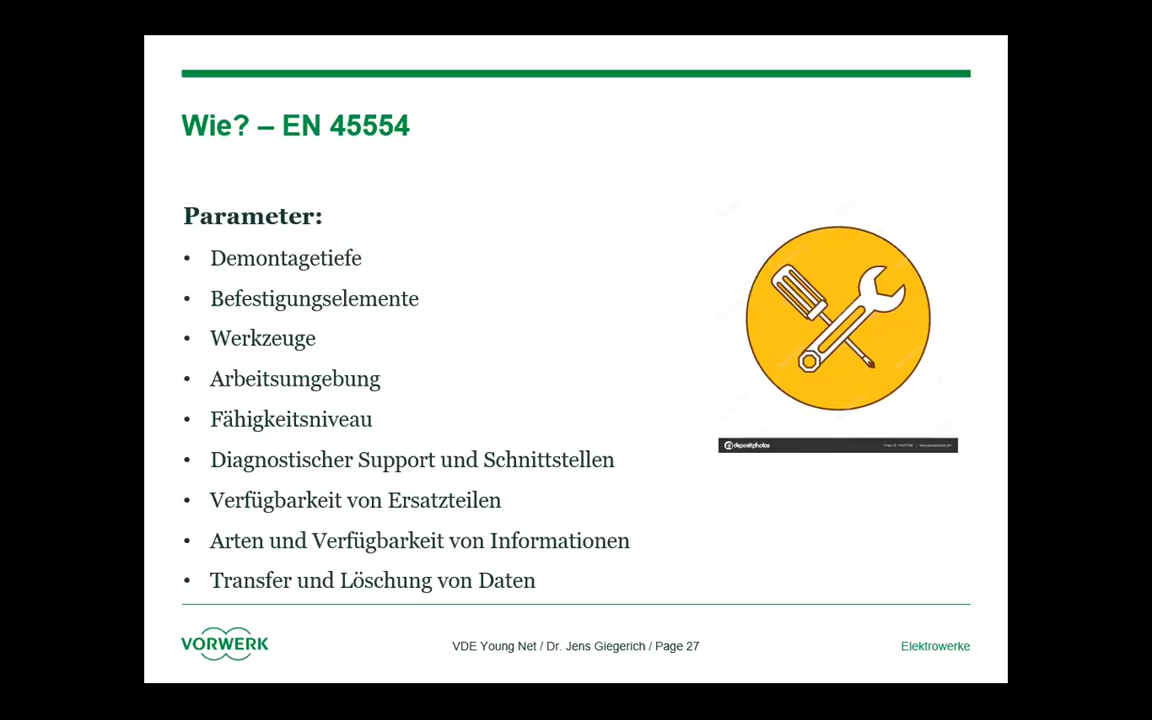 Wie? – EN 45554
Parameter:
• Demontagetiefe
• Befestigungselemente
• Werkzeuge
• Arbeitsumgebung
• Fähigkeitsniveau
• Diagnostischer Support und Schnittstellen
• Verfügbarkeit von Ersatzteilen
• Arten und Verfügbarkeit von Informationen
• Transfer und Löschung von Daten
depositphotos
VORWERK
VDE Young Net / Dr. Jens Giegerich / Page 27
Elektrowerke